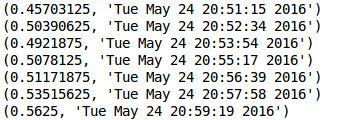 (0.45703125, 'Tue May 24 20:51:15 2016')
(0.50390625, 'Tue May 24 20:52:34 2016')
(0.4921875, 'Tue May 24 20:53:54 2016')
(0.5078125, 'Tue May 24 20:55:17 2016')
(0.51171875, 'Tue May 24 20:56:39 2016')
(0.53515625, 'Tue May 24 20:57:58 2016')
(0.5625, 'Tue May 24 20:59:19 2016')